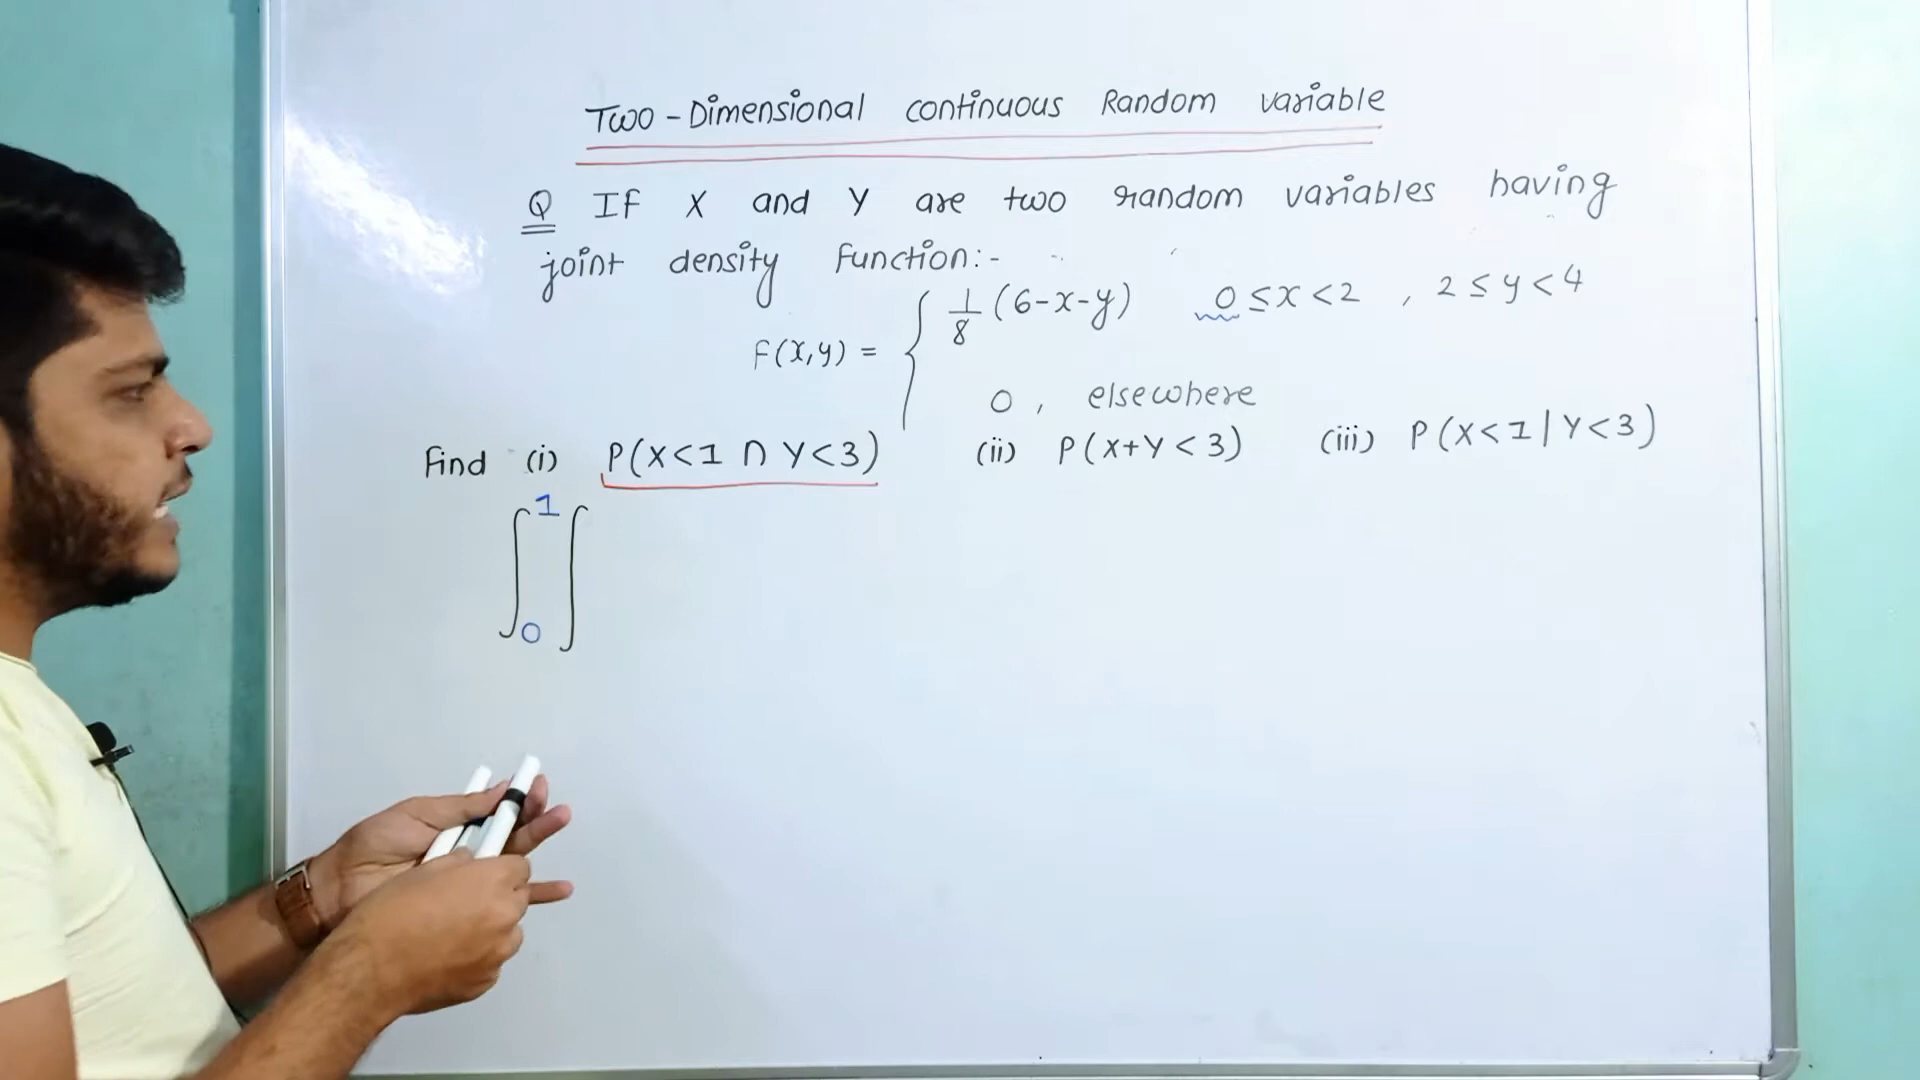 Two-Dimensional continuous Random variable
Q If X and Y are two random variables having
joint density function:-
1/8 (6-x-y) 0≤x<2 , 2≤y<4
F(x,y) = {
0 , elsewhere
Find (i) P(X<1 ∩ Y<3) (ii) P(X+Y<3) (iii) P(X<1|Y<3)
∫₀¹∫